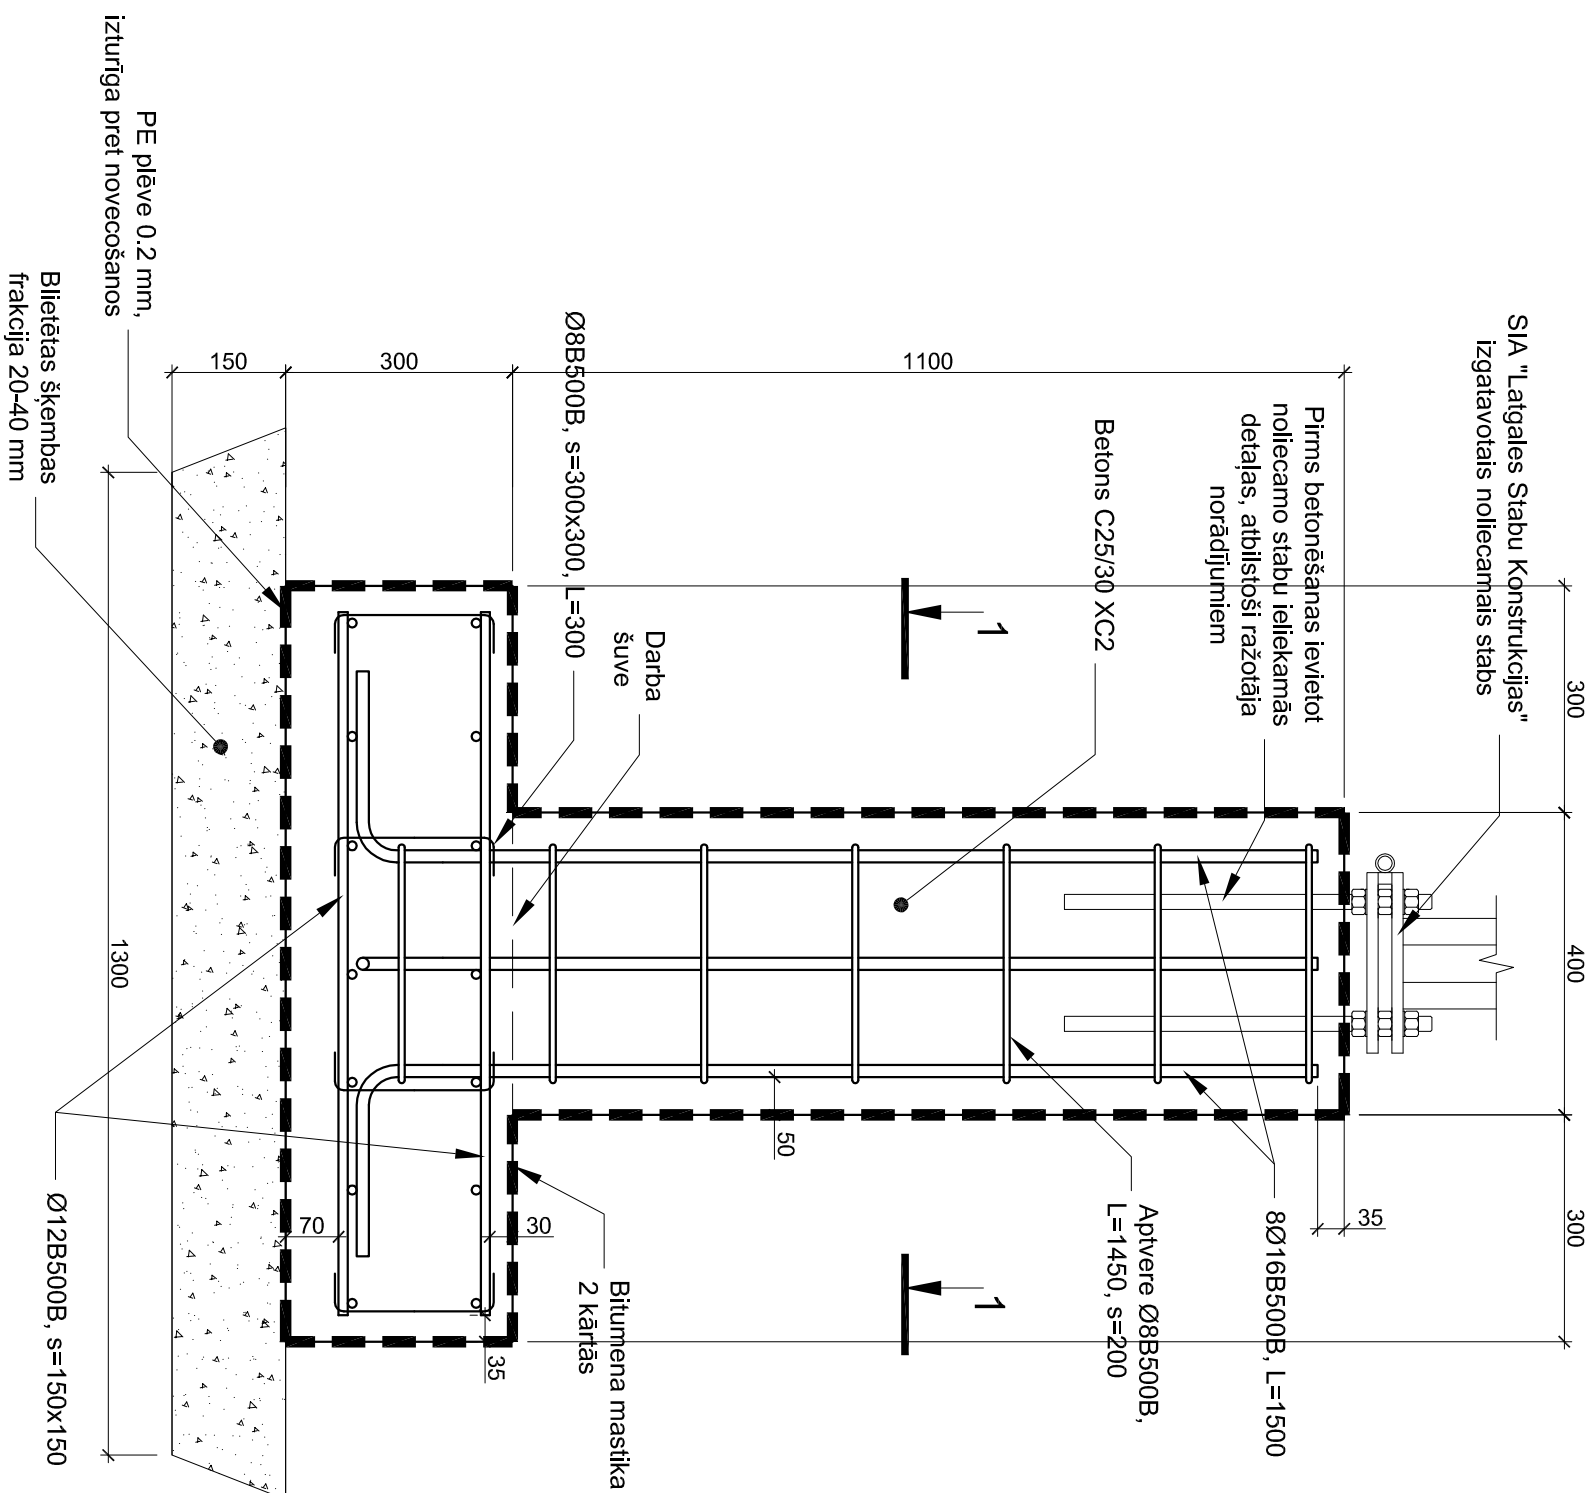 SIA "Latgales Stabu Konstrukcijas"
izgatavotais noliecamais stabs
Pirms betonēšanas ievietot
noliecamo stabu ieliekamās
detaļas, atbilstoši ražotāja
norādījumiem
Betons C25/30 XC2
Ø8B500B, s=300x300, L=300
Darba
šuve
PE plēve 0.2 mm,
izturīga pret novecošanos
Blietētas šķembas
frakcija 20-40 mm
8Ø16B500B, L=1500
Aptvere Ø8B500B,
L=1450, s=200
Bitumena mastika
2 kārtās
Ø12B500B, s=150x150
300
400
300
1100
300
150
1300
35
50
30
70
35
1
1